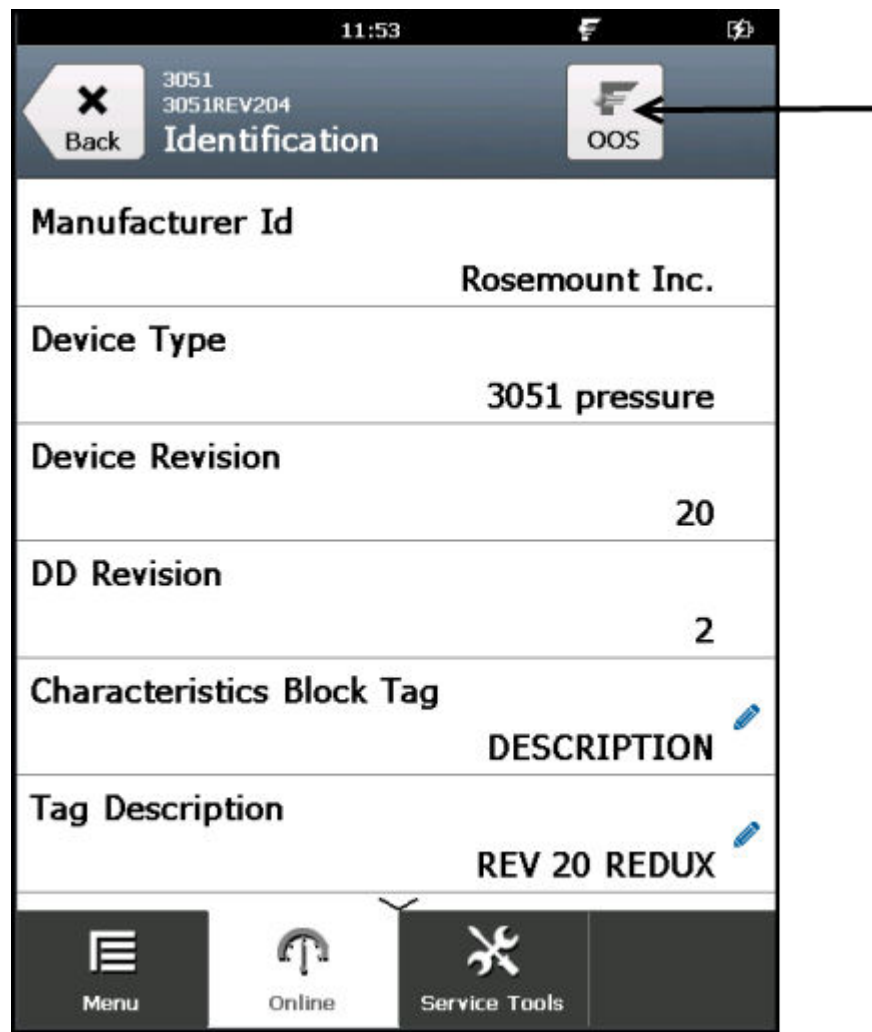 11:53
3051
3051REV204
Back
Identification
OOS
Manufacturer Id
Rosemount Inc.
Device Type
3051 pressure
Device Revision
20
DD Revision
2
Characteristics Block Tag
DESCRIPTION
Tag Description
REV 20 REDUX
Menu
Online
Service Tools